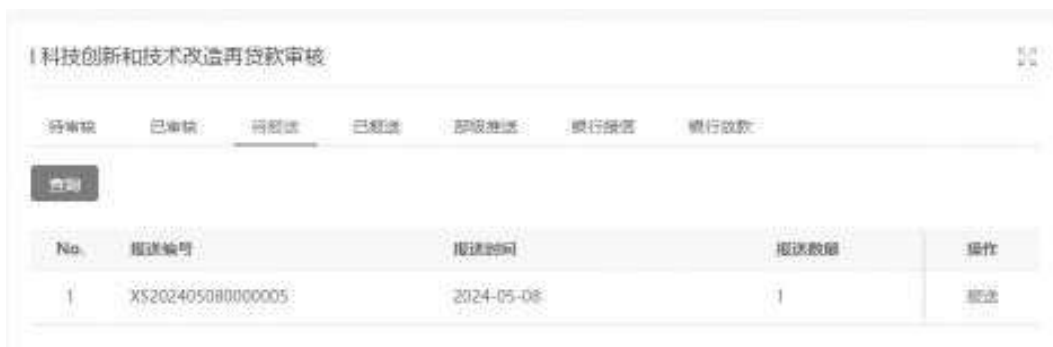 科技创新和技术改造再贷款审核
待审核 已审核 待报送 已报送 部级推送 银行接收 银行放款
查询
No. 报送编号 报送时间 报送数量 操作
1 XS202405080000005 2024-05-08 1 报送